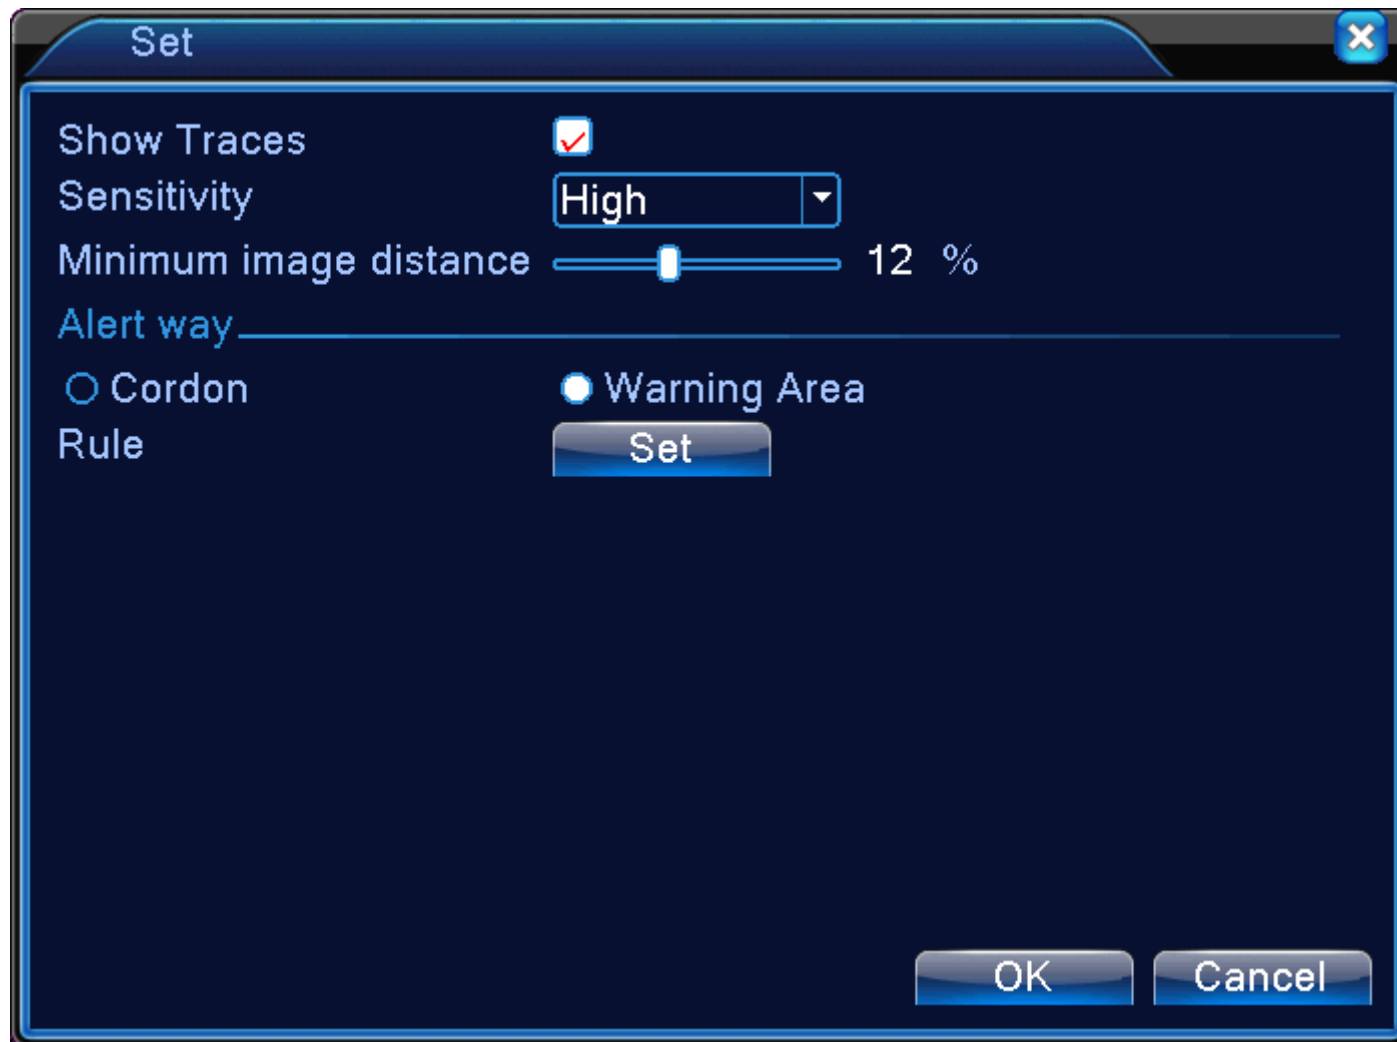 Set
Show Traces
Sensitivity High
Minimum image distance 12 %
Alert way
Cordon Warning Area
Rule Set
OK Cancel